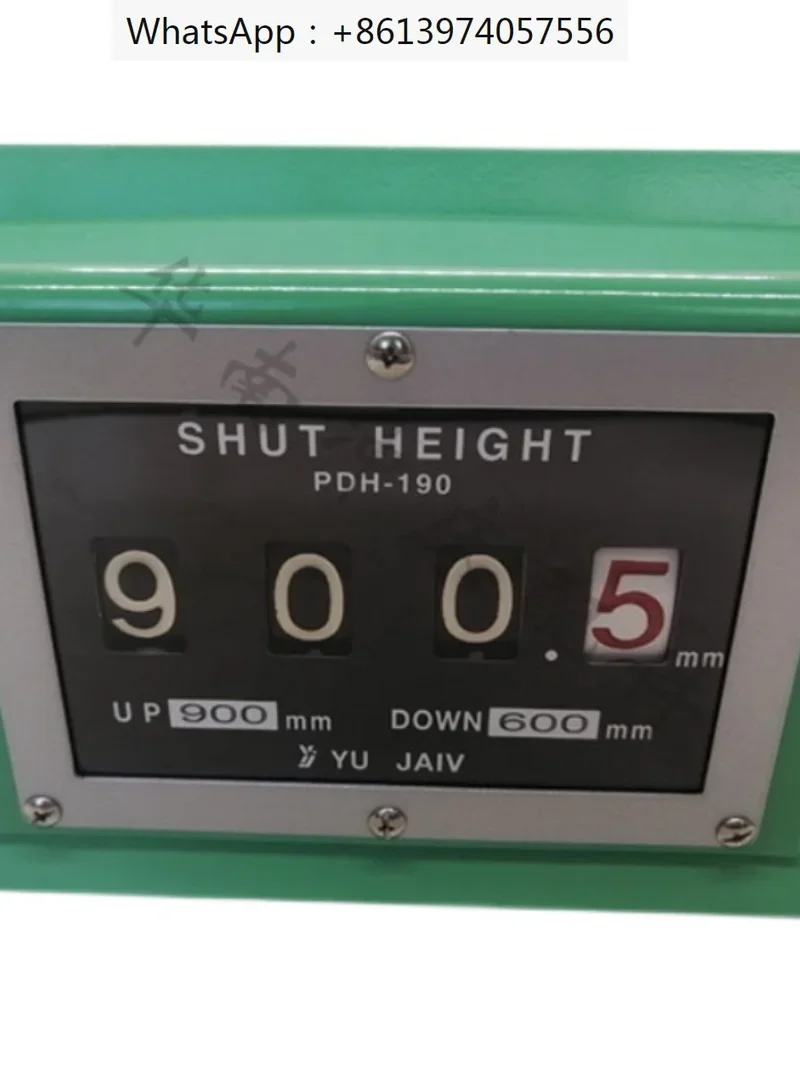 WhatsApp：+8613974057556
SHUT HEIGHT
PDH-190
900.5 mm
UP 900 mm DOWN 600 mm
YU JAIV